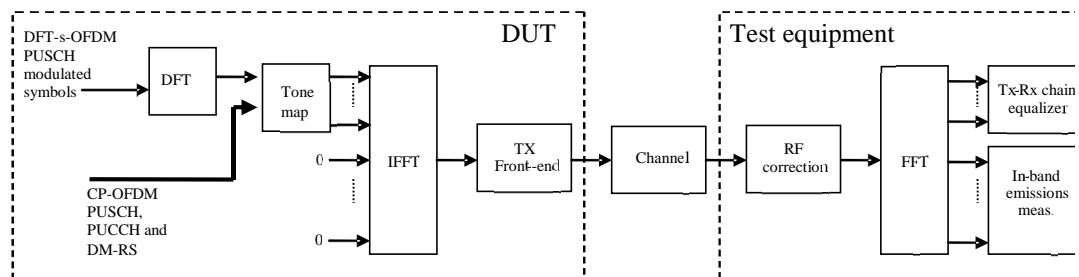 DUT
Test equipment
DFT-s-OFDM
PUSCH
modulated
symbols
DFT
Tone
map
0
0
CP-OFDM
PUSCH,
PUCCH and
DM-RS
IFFT
TX
Front-end
Channel
RF
correction
FFT
Tx-Rx chain
equalizer
In-band
emissions
meas.